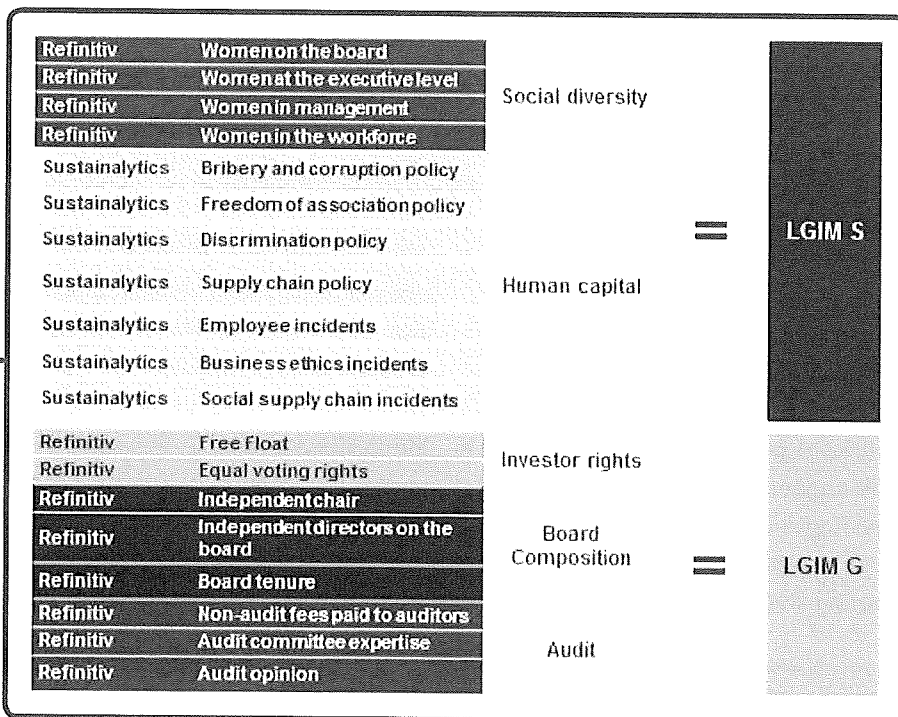 Refinitiv Women on the board
Refinitiv Women at the executive level
Refinitiv Women in management
Refinitiv Women in the workforce
Social diversity
Sustainalytics Bribery and corruption policy
Sustainalytics Freedom of association policy
Sustainalytics Discrimination policy
Sustainalytics Supply chain policy
Sustainalytics Employee incidents
Sustainalytics Business ethics incidents
Sustainalytics Social supply chain incidents
Human capital
=
LGIM S
Refinitiv Free Float
Refinitiv Equal voting rights
Investor rights
Refinitiv Independent chair
Refinitiv Independent directors on the
board
Refinitiv Board tenure
Board
Composition
Refinitiv Non-audit fees paid to auditors
Refinitiv Audit committee expertise
Refinitiv Audit opinion
Audit
=
LGIM G